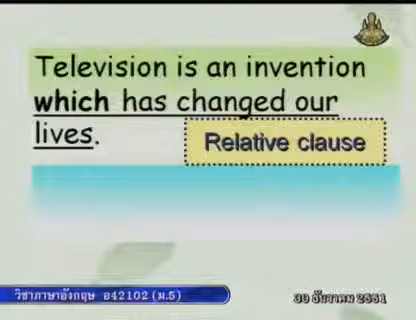 Television is an invention
which has changed our
lives.
Relative clause
วิชาภาษาอังกฤษ อ42102 (ม.5)
30 ธันวาคม 2551